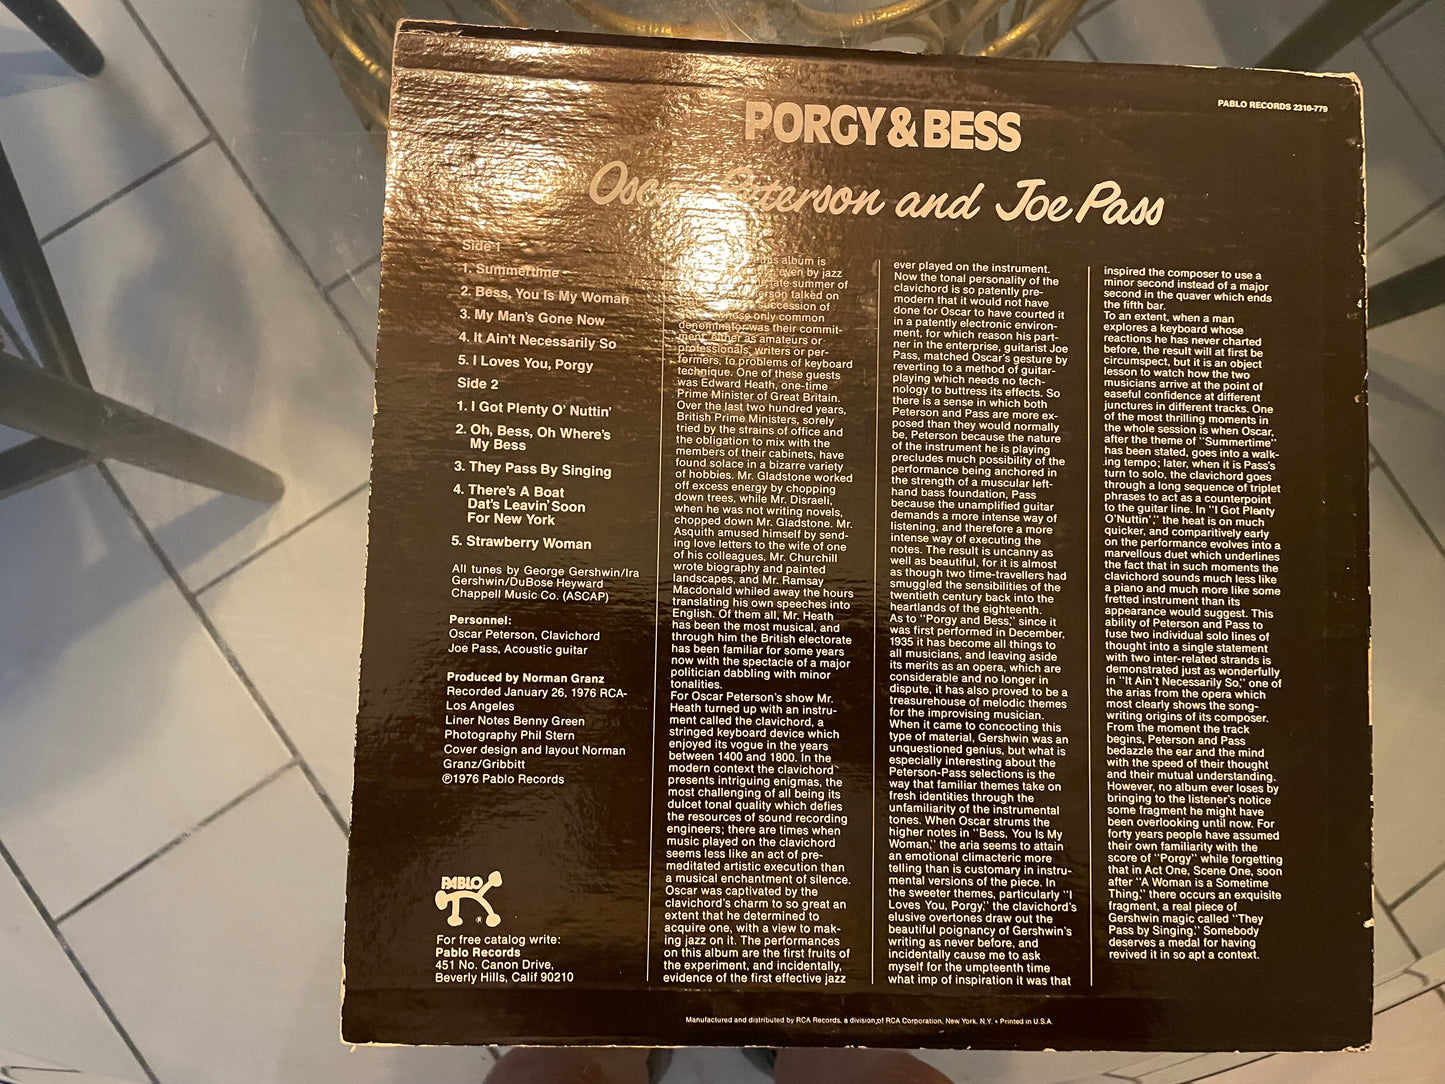 PABLO RECORDS 2310-779
PORGY & BESS
Oscar Peterson and Joe Pass
Side 1
1. Summertime
2. Bess, You Is My Woman
3. My Man's Gone Now
4. It Ain't Necessarily So
5. I Loves You, Porgy
Side 2
1. I Got Plenty O' Nuttin'
2. Oh, Bess, Oh Where's
My Bess
3. They Pass By Singing
4. There's A Boat
Dat's Leavin' Soon
For New York
5. Strawberry Woman
All tunes by George Gershwin/Ira
Gershwin/DuBose Heyward
Chappell Music Co. (ASCAP)
Personnel:
Oscar Peterson, Clavichord
Joe Pass, Acoustic guitar
Produced by Norman Granz
Recorded January 26, 1976 RCA-
Los Angeles
Liner Notes Benny Green
Photography Phil Stern
Cover design and layout Norman
Granz/Gribbitt
℗1976 Pablo Records
PABLO
®
For free catalog write:
Pablo Records
451 No. Canon Drive,
Beverly Hills, Calif 90210
album is
even by jazz
late summer of
talked on
succession of
whose only common
denominator was their commit-
ment, either as amateurs or
professionals, writers or per-
formers, to problems of keyboard
technique. One of these guests
was Edward Heath, one-time
Prime Minister of Great Britain.
Over the last two hundred years,
British Prime Ministers, sorely
tried by the strains of office and
the obligation to mix with the
members of their cabinets, have
found solace in a bizarre variety
of hobbies. Mr. Gladstone worked
off excess energy by chopping
down trees, while Mr. Disraeli,
when he was not writing novels,
chopped down Mr. Gladstone. Mr.
Asquith amused himself by send-
ing love letters to the wife of one
of his colleagues, Mr. Churchill
wrote biography and painted
landscapes, and Mr. Ramsay
Macdonald whiled away the hours
translating his own speeches into
English. Of them all, Mr. Heath
has been the most musical, and
through him the British electorate
has been familiar for some years
now with the spectacle of a major
politician dabbling with minor
tonalities.
For Oscar Peterson's show Mr.
Heath turned up with an instru-
ment called the clavichord, a
stringed keyboard device which
enjoyed its vogue in the years
between 1400 and 1800. In the
modern context the clavichord
presents intriguing enigmas, the
most challenging of all being its
dulcet tonal quality which defies
the resources of sound recording
engineers; there are times when
music played on the clavichord
seems less like an act of pre-
meditated artistic execution than
a musical enchantment of silence.
Oscar was captivated by the
clavichord's charm to so great an
extent that he determined to
acquire one, with a view to mak-
ing jazz on it. The performances
on this album are the first fruits of
the experiment, and incidentally,
evidence of the first effective jazz
ever played on the instrument.
Now the tonal personality of the
clavichord is so patently pre-
modern that it would not have
done for Oscar to have courted it
in a patently electronic environ-
ment, for which reason his part-
ner in the enterprise, guitarist Joe
Pass, matched Oscar's gesture by
reverting to a method of guitar-
playing which needs no tech-
nology to buttress its effects. So
there is a sense in which both
Peterson and Pass are more ex-
posed than they would normally
be, Peterson because the nature
of the instrument he is playing
precludes much possibility of the
performance being anchored in
the strength of a muscular left-
hand bass foundation, Pass
because the unamplified guitar
demands a more intense way of
listening, and therefore a more
intense way of executing the
notes. The result is uncanny as
well as beautiful, for it is almost
as though two time-travellers had
smuggled the sensibilities of the
twentieth century back into the
heartlands of the eighteenth.
As to "Porgy and Bess," since it
was first performed in December,
1935 it has become all things to
all musicians, and leaving aside
its merits as an opera, which are
considerable and no longer in
dispute, it has also proved to be a
treasurehouse of melodic themes
for the improvising musician.
When it came to concocting this
type of material, Gershwin was an
unquestioned genius, but what is
especially interesting about the
Peterson-Pass selections is the
way that familiar themes take on
fresh identities through the
unfamiliarity of the instrumental
tones. When Oscar strums the
higher notes in "Bess, You Is My
Woman," the aria seems to attain
an emotional climacteric more
telling than is customary in instru-
mental versions of the piece. In
the sweeter themes, particularly "I
Loves You, Porgy," the clavichord's
elusive overtones draw out the
beautiful poignancy of Gershwin's
writing as never before, and
incidentally cause me to ask
myself for the umpteenth time
what imp of inspiration it was that
inspired the composer to use a
minor second instead of a major
second in the quaver which ends
the fifth bar.
To an extent, when a man
explores a keyboard whose
reactions he has never charted
before, the result will at first be
circumspect, but it is an object
lesson to watch how the two
musicians arrive at the point of
easeful confidence at different
junctures in different tracks. One
of the most thrilling moments in
the whole session is when Oscar,
after the theme of "Summertime"
has been stated, goes into a walk-
ing tempo; later, when it is Pass's
turn to solo, the clavichord goes
through a long sequence of triplet
phrases to act as a counterpoint
to the guitar line. In "I Got Plenty
O'Nuttin'," the heat is on much
quicker, and comparitively early
on the performance evolves into a
marvellous duet which underlines
the fact that in such moments the
clavichord sounds much less like
a piano and much more like some
fretted instrument than its
appearance would suggest. This
ability of Peterson and Pass to
fuse two individual solo lines of
thought into a single statement
with two inter-related strands is
demonstrated just as wonderfully
in "It Ain't Necessarily So," one of
the arias from the opera which
most clearly shows the song-
writing origins of its composer.
From the moment the track
begins, Peterson and Pass
bedazzle the ear and the mind
with the speed of their thought
and their mutual understanding.
However, no album ever loses by
bringing to the listener's notice
some fragment he might have
been overlooking until now. For
forty years people have assumed
their own familiarity with the
score of "Porgy" while forgetting
that in Act One, Scene One, soon
after "A Woman is a Sometime
Thing," there occurs an exquisite
fragment, a real piece of
Gershwin magic called "They
Pass by Singing." Somebody
deserves a medal for having
revived it in so apt a context.
Manufactured and distributed by RCA Records, a division of RCA Corporation, New York, N.Y. • Printed in U.S.A.